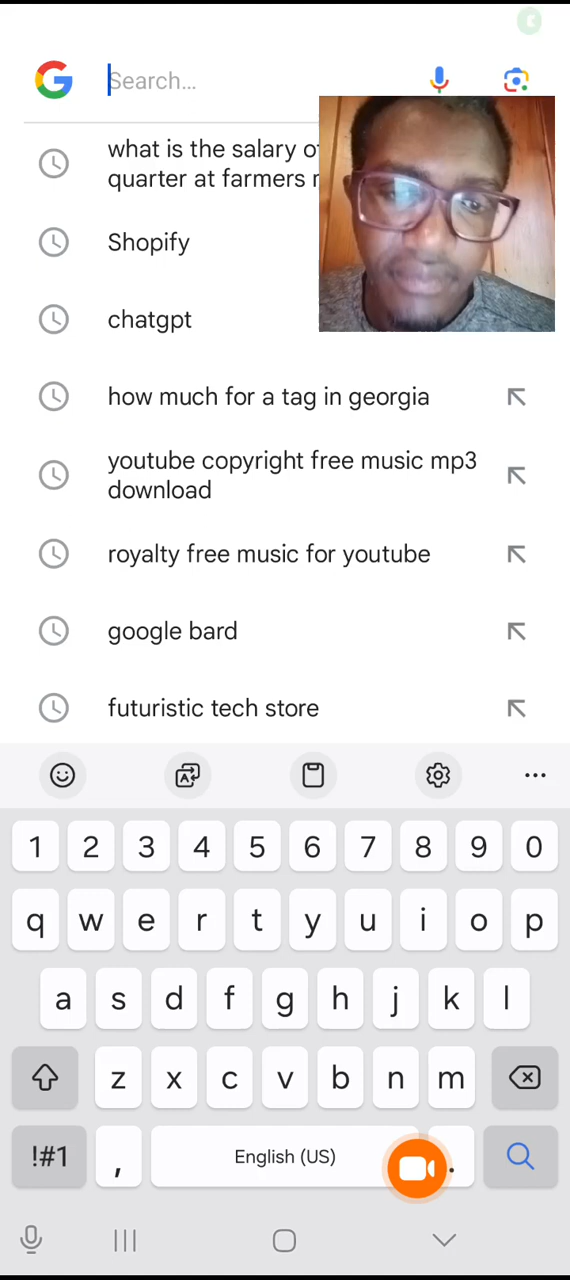 Search...
what is the salary
quarter at farmers
Shopify
chatgpt
how much for a tag in georgia
youtube copyright free music mp3
download
royalty free music for youtube
google bard
futuristic tech store
1 2 3 4 5 6 7 8 9 0
q w e r t y u i o p
a s d f g h j k l
z x c v b n m
!#1 , English (US) .